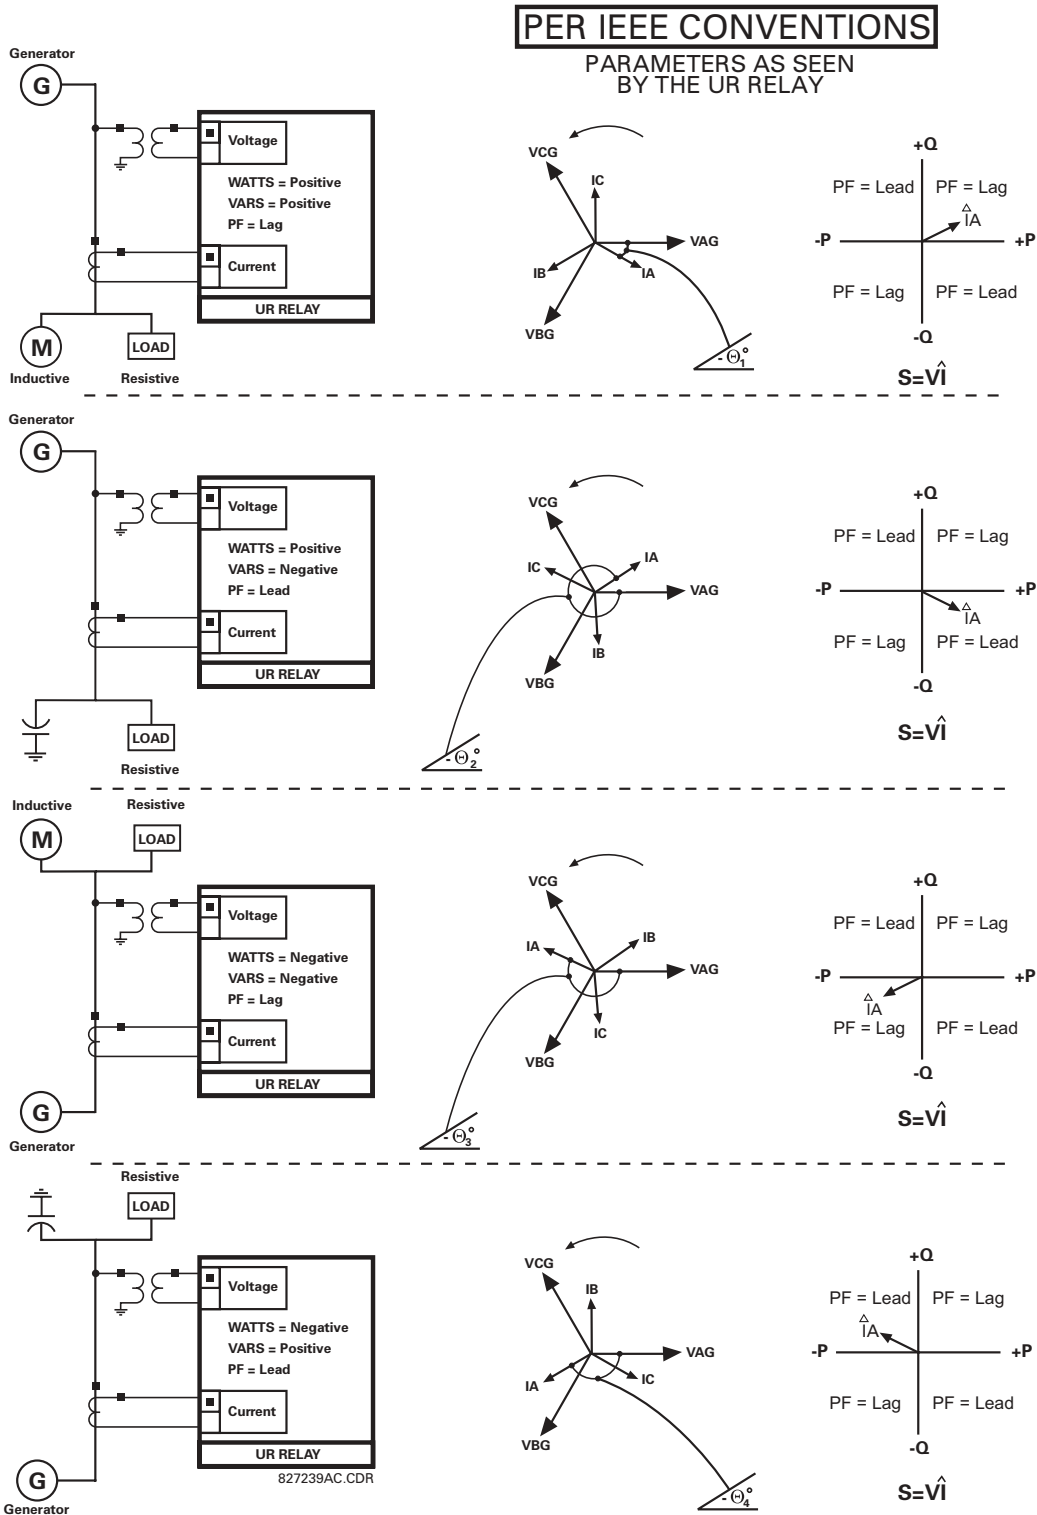 PER IEEE CONVENTIONS
PARAMETERS AS SEEN
BY THE UR RELAY
Generator
G
Voltage
WATTS = Positive
VARS = Positive
PF = Lag
Current
UR RELAY
M
LOAD
Inductive
Resistive
VCG
IC
VAG
IB
IA
VBG
- Θ1°
+Q
PF = Lead
PF = Lag
IA
-P
+P
PF = Lag
PF = Lead
-Q
S=VÎ
Generator
G
Voltage
WATTS = Positive
VARS = Negative
PF = Lead
Current
UR RELAY
LOAD
Resistive
VCG
IC
IA
VAG
IB
VBG
- Θ2°
+Q
PF = Lead
PF = Lag
-P
+P
IA
PF = Lag
PF = Lead
-Q
S=VÎ
Inductive
Resistive
M
LOAD
Voltage
WATTS = Negative
VARS = Negative
PF = Lag
Current
UR RELAY
G
Generator
VCG
IA
IB
VAG
IC
VBG
- Θ3°
+Q
PF = Lead
PF = Lag
-P
+P
IA
PF = Lag
PF = Lead
-Q
S=VÎ
Resistive
LOAD
Voltage
WATTS = Negative
VARS = Positive
PF = Lead
Current
UR RELAY
827239AC.CDR
G
Generator
VCG
IB
VAG
IA
IC
VBG
- Θ4°
+Q
PF = Lead
PF = Lag
IA
-P
+P
PF = Lag
PF = Lead
-Q
S=VÎ